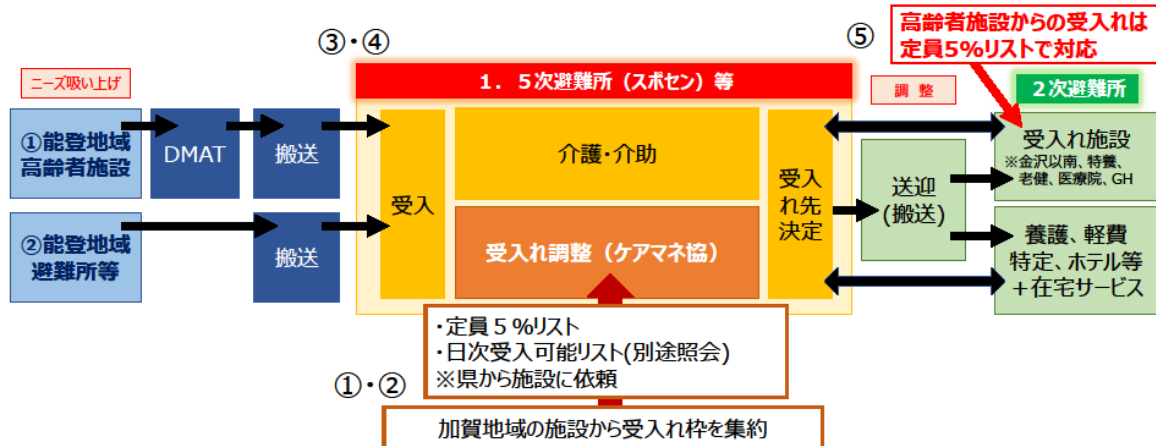 ③・④
⑤
高齢者施設からの受入れは
定員5%リストで対応
ニーズ吸い上げ
1．5次避難所（スポセン）等
調 整
2次避難所
①能登地域
高齢者施設
DMAT
搬送
受入
介護・介助
受入
れ先
決定
送迎
(搬送)
受入れ施設
※金沢以南、特養、
老健、医療院、GH
②能登地域
避難所等
搬送
受入れ調整（ケアマネ協）
養護、軽費
特定、ホテル等
＋在宅サービス
・定員５%リスト
・日次受入可能リスト(別途照会)
※県から施設に依頼
①・②
加賀地域の施設から受入れ枠を集約